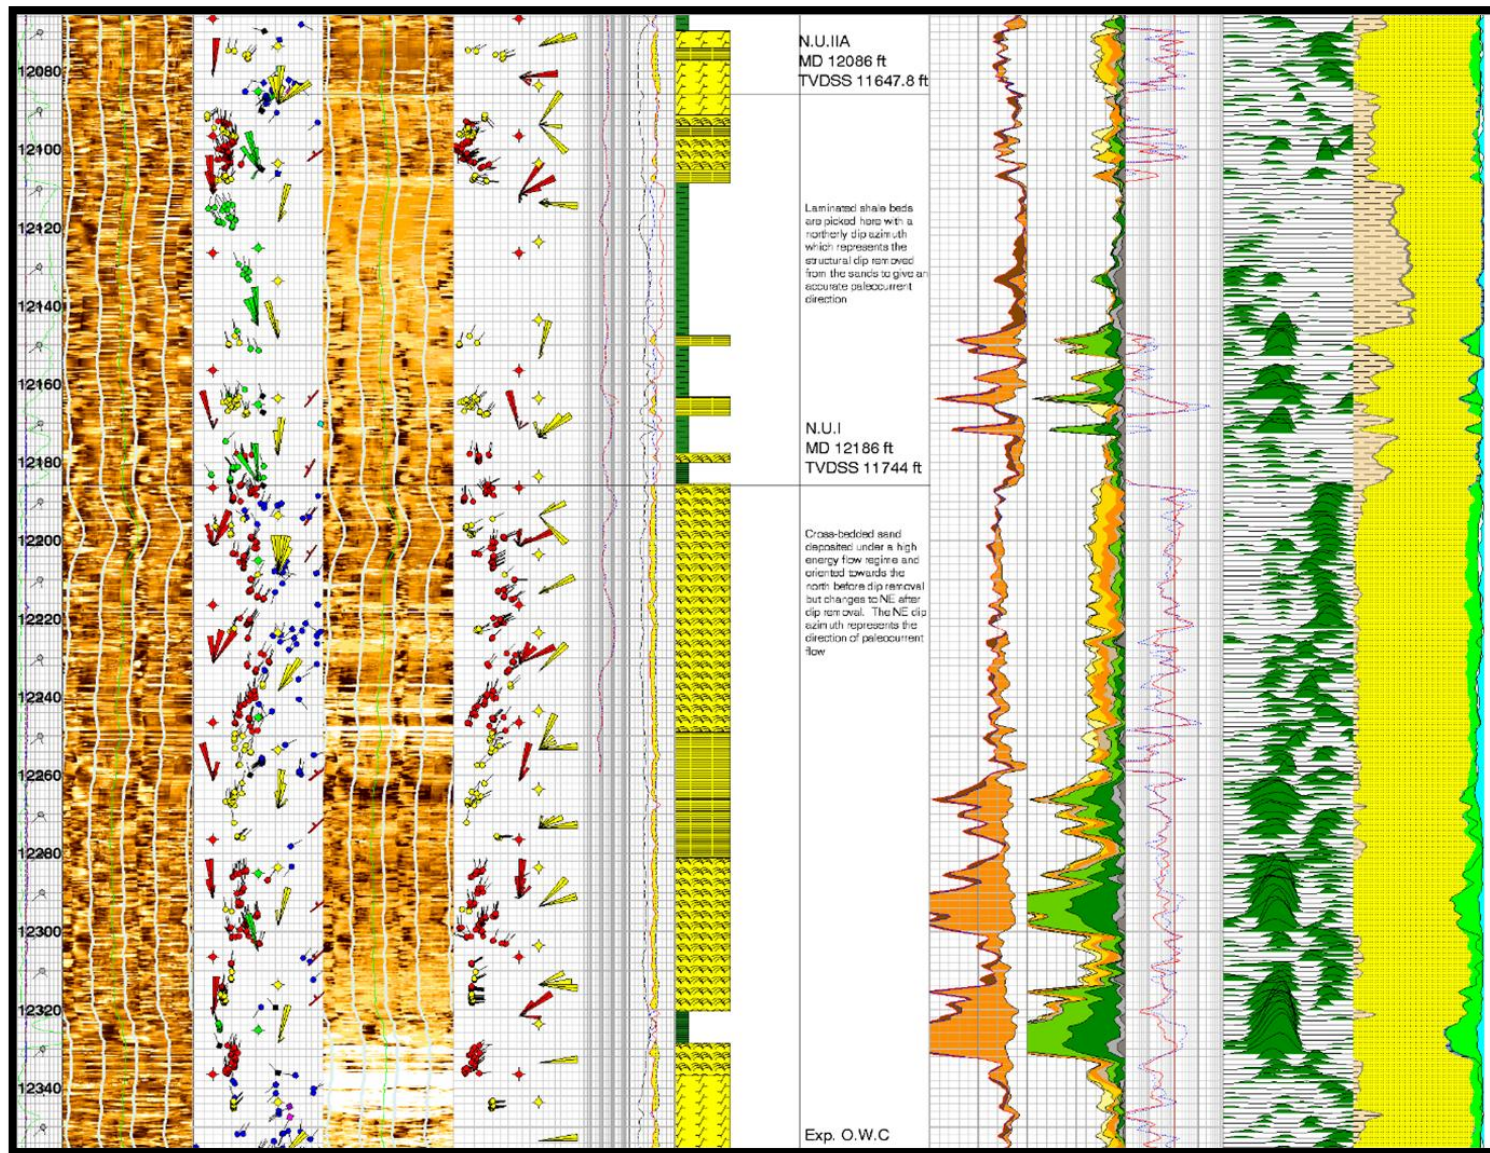 N.U.IIA
MD 12086 ft
TVDSS 11647.8 ft
12080
12100
12120
12140
12160
12180
12200
12220
12240
12260
12280
12300
12320
12340
Laminated shale beds
are picked here with a
northerly dip azimuth
which represents the
structural dip removed
from the sands to give an
accurate paleocurrent
direction
N.U.I
MD 12186 ft
TVDSS 11744 ft
Cross-bedded sand
deposited under a high
energy flow regime and
oriented towards the
north before dip removal
but changes to NE after
dip removal. The NE dip
azimuth represents the
direction of paleocurrent
flow
Exp. O.W.C